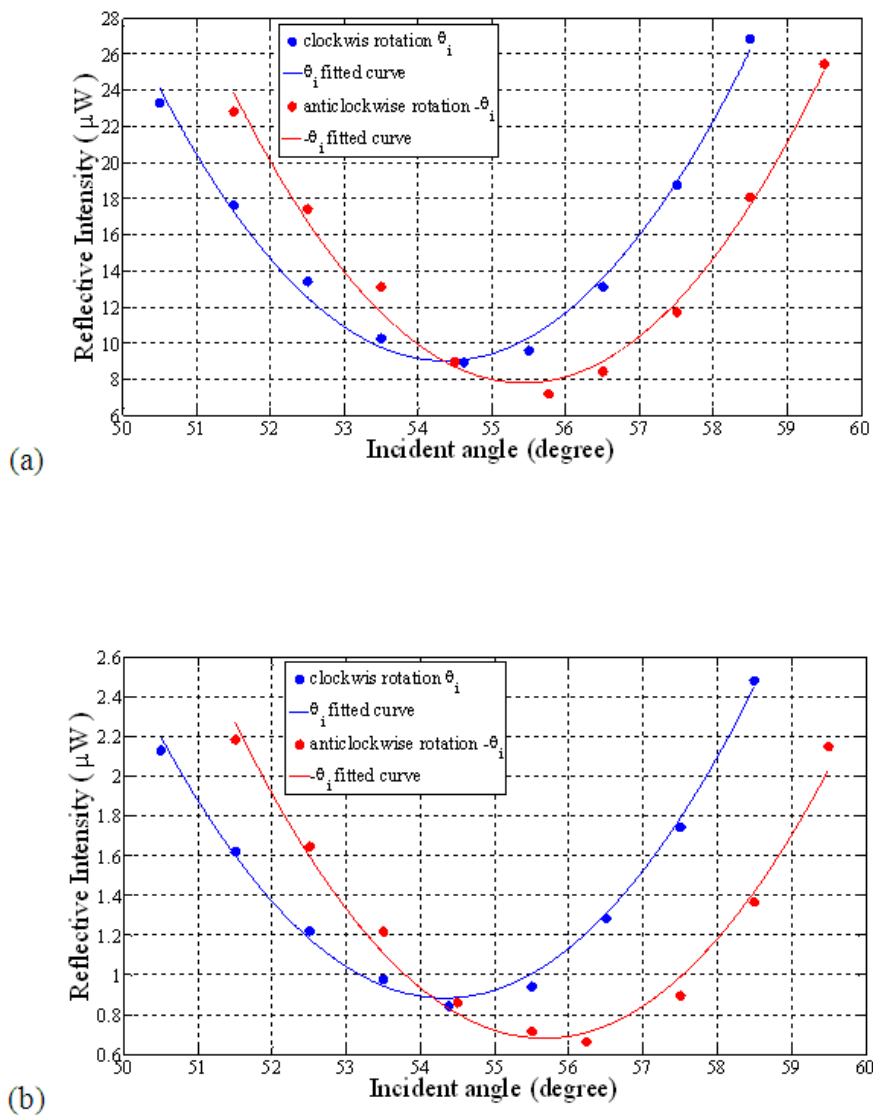 28
26
24
22
20
18
16
14
12
10
8
6
Reflective Intensity ( μW )
clockwis rotation θi
θi fitted curve
anticlockwise rotation -θi
-θi fitted curve
50 51 52 53 54 55 56 57 58 59 60
Incident angle (degree)
(a)
2.6
2.4
2.2
2
1.8
1.6
1.4
1.2
1
0.8
0.6
Reflective Intensity ( μW )
clockwis rotation θi
θi fitted curve
anticlockwise rotation -θi
-θi fitted curve
50 51 52 53 54 55 56 57 58 59 60
Incident angle (degree)
(b)